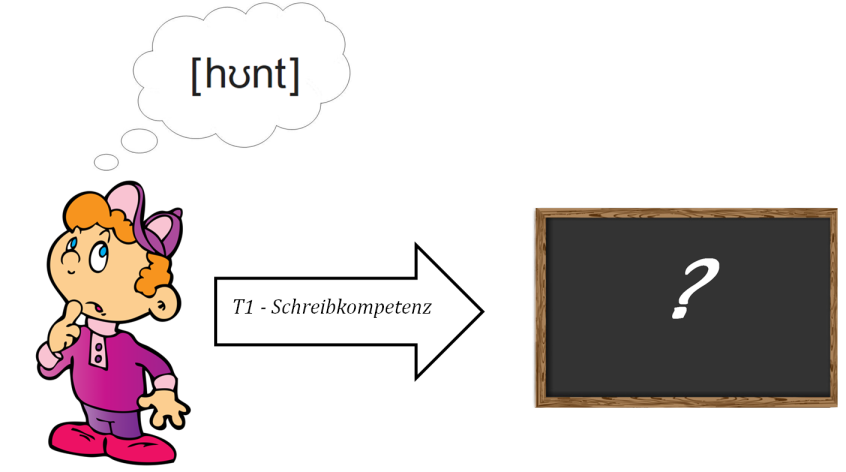 [hʊnt]
T1 - Schreibkompetenz
?